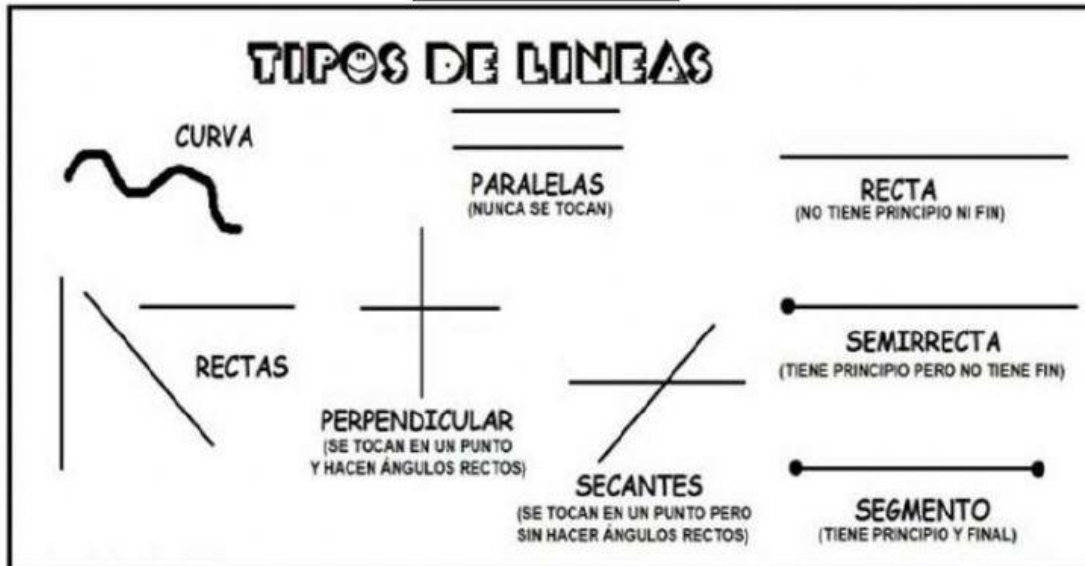 TIPOS DE LINEAS
CURVA
PARALELAS
(NUNCA SE TOCAN)
RECTA
(NO TIENE PRINCIPIO NI FIN)
RECTAS
PERPENDICULAR
(SE TOCAN EN UN PUNTO
Y HACEN ÁNGULOS RECTOS)
SECANTES
(SE TOCAN EN UN PUNTO PERO
SIN HACER ÁNGULOS RECTOS)
SEMIRRECTA
(TIENE PRINCIPIO PERO NO TIENE FIN)
SEGMENTO
(TIENE PRINCIPIO Y FINAL)